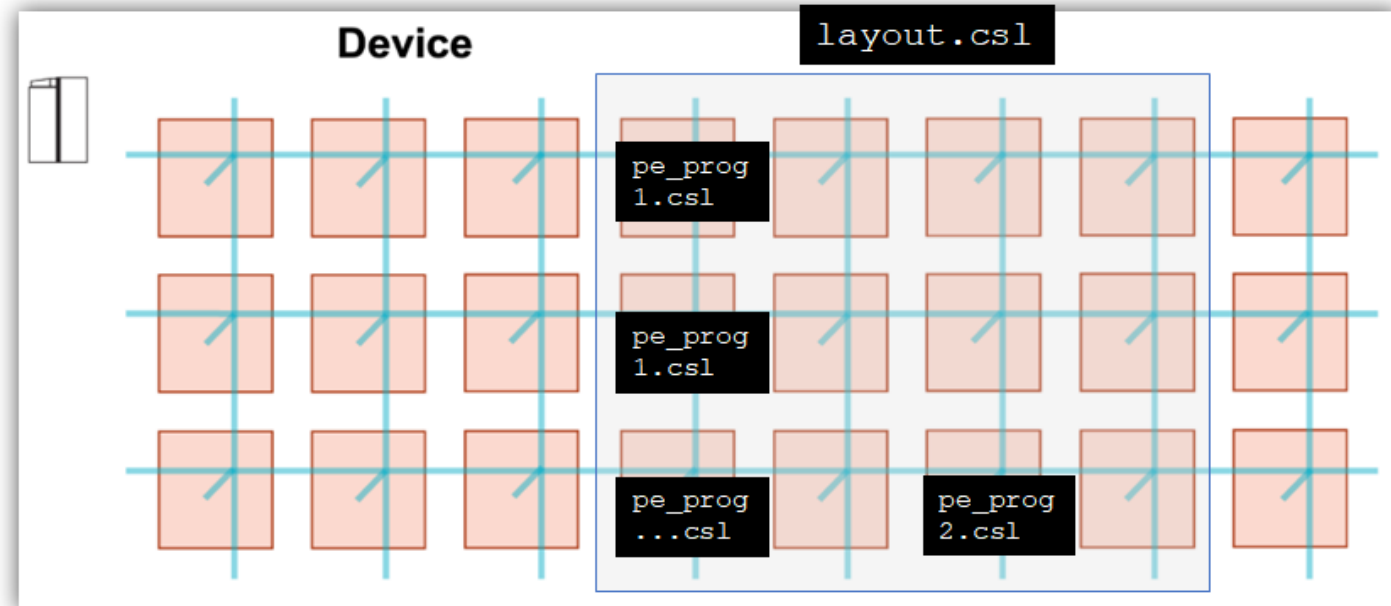 Device
layout.csl
pe_prog
1.csl
pe_prog
1.csl
pe_prog
...csl
pe_prog
2.csl